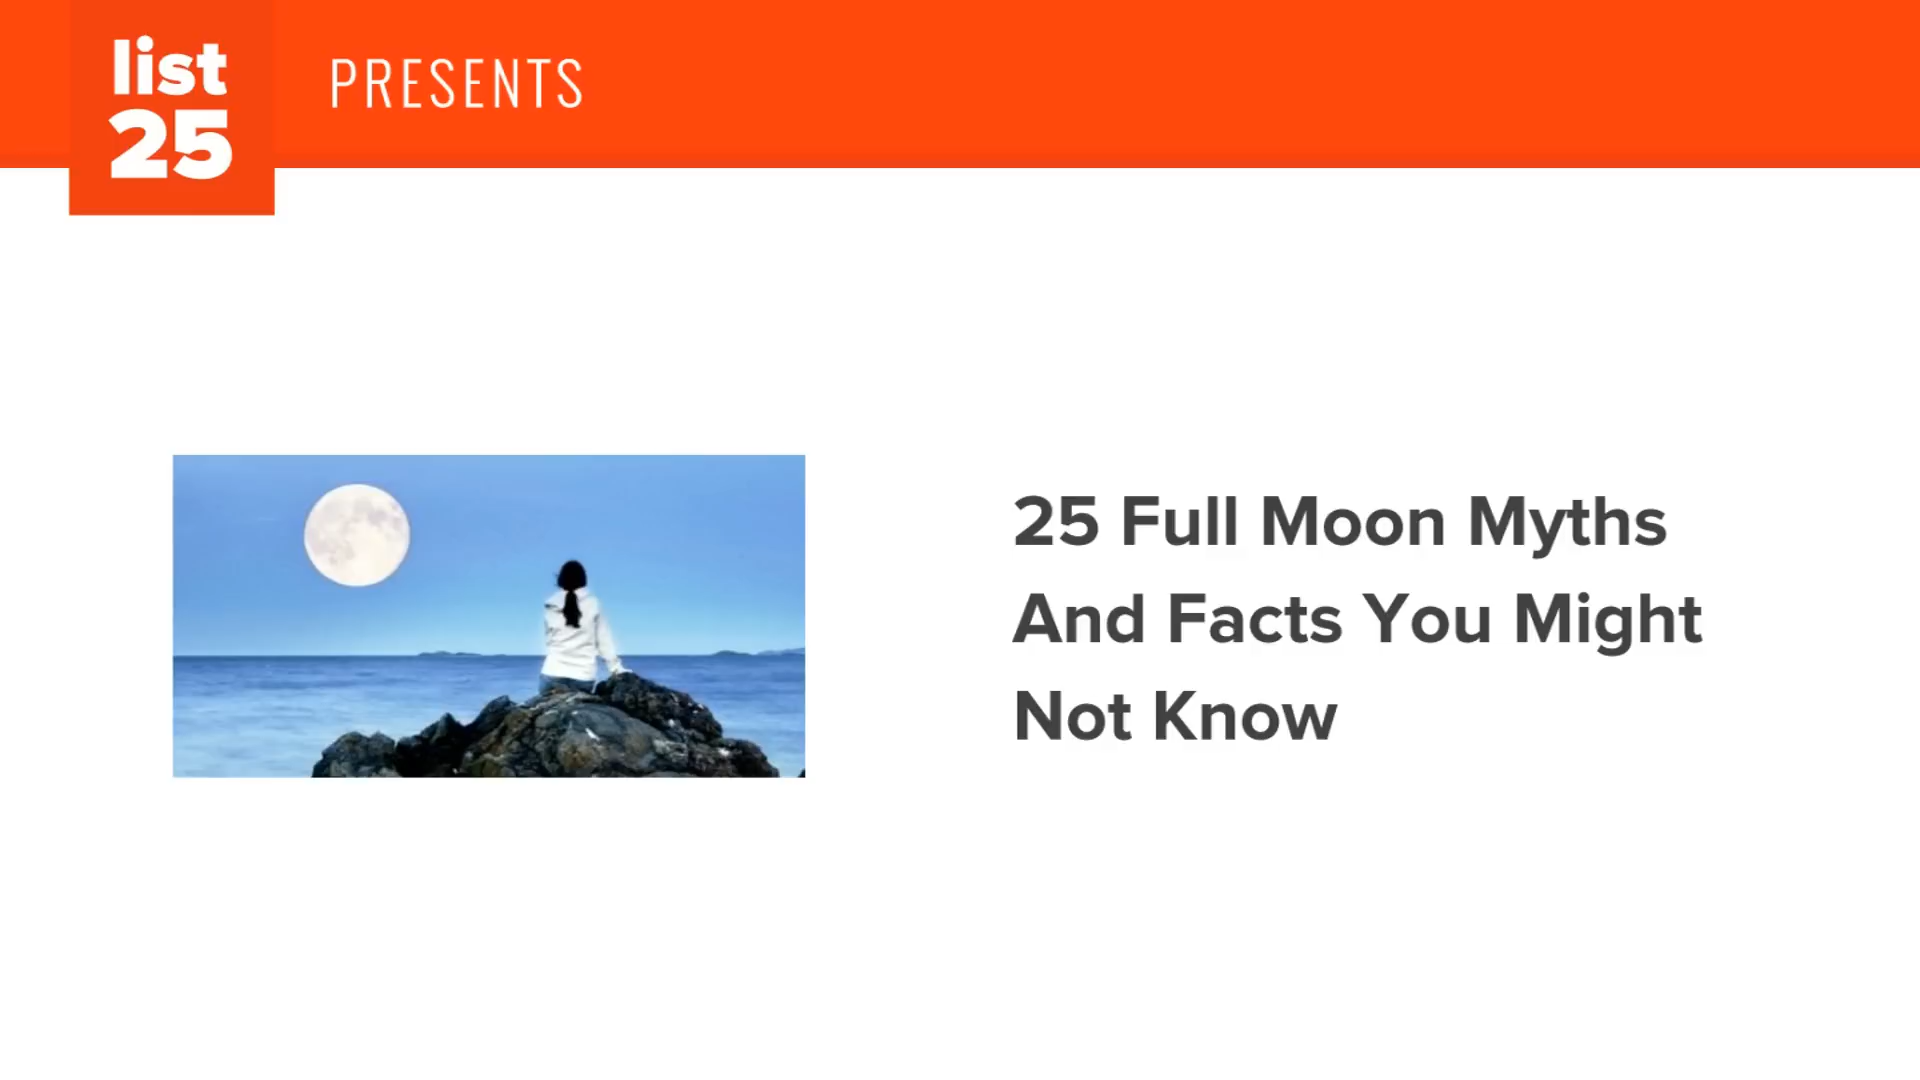 list
25
PRESENTS
25 Full Moon Myths
And Facts You Might
Not Know